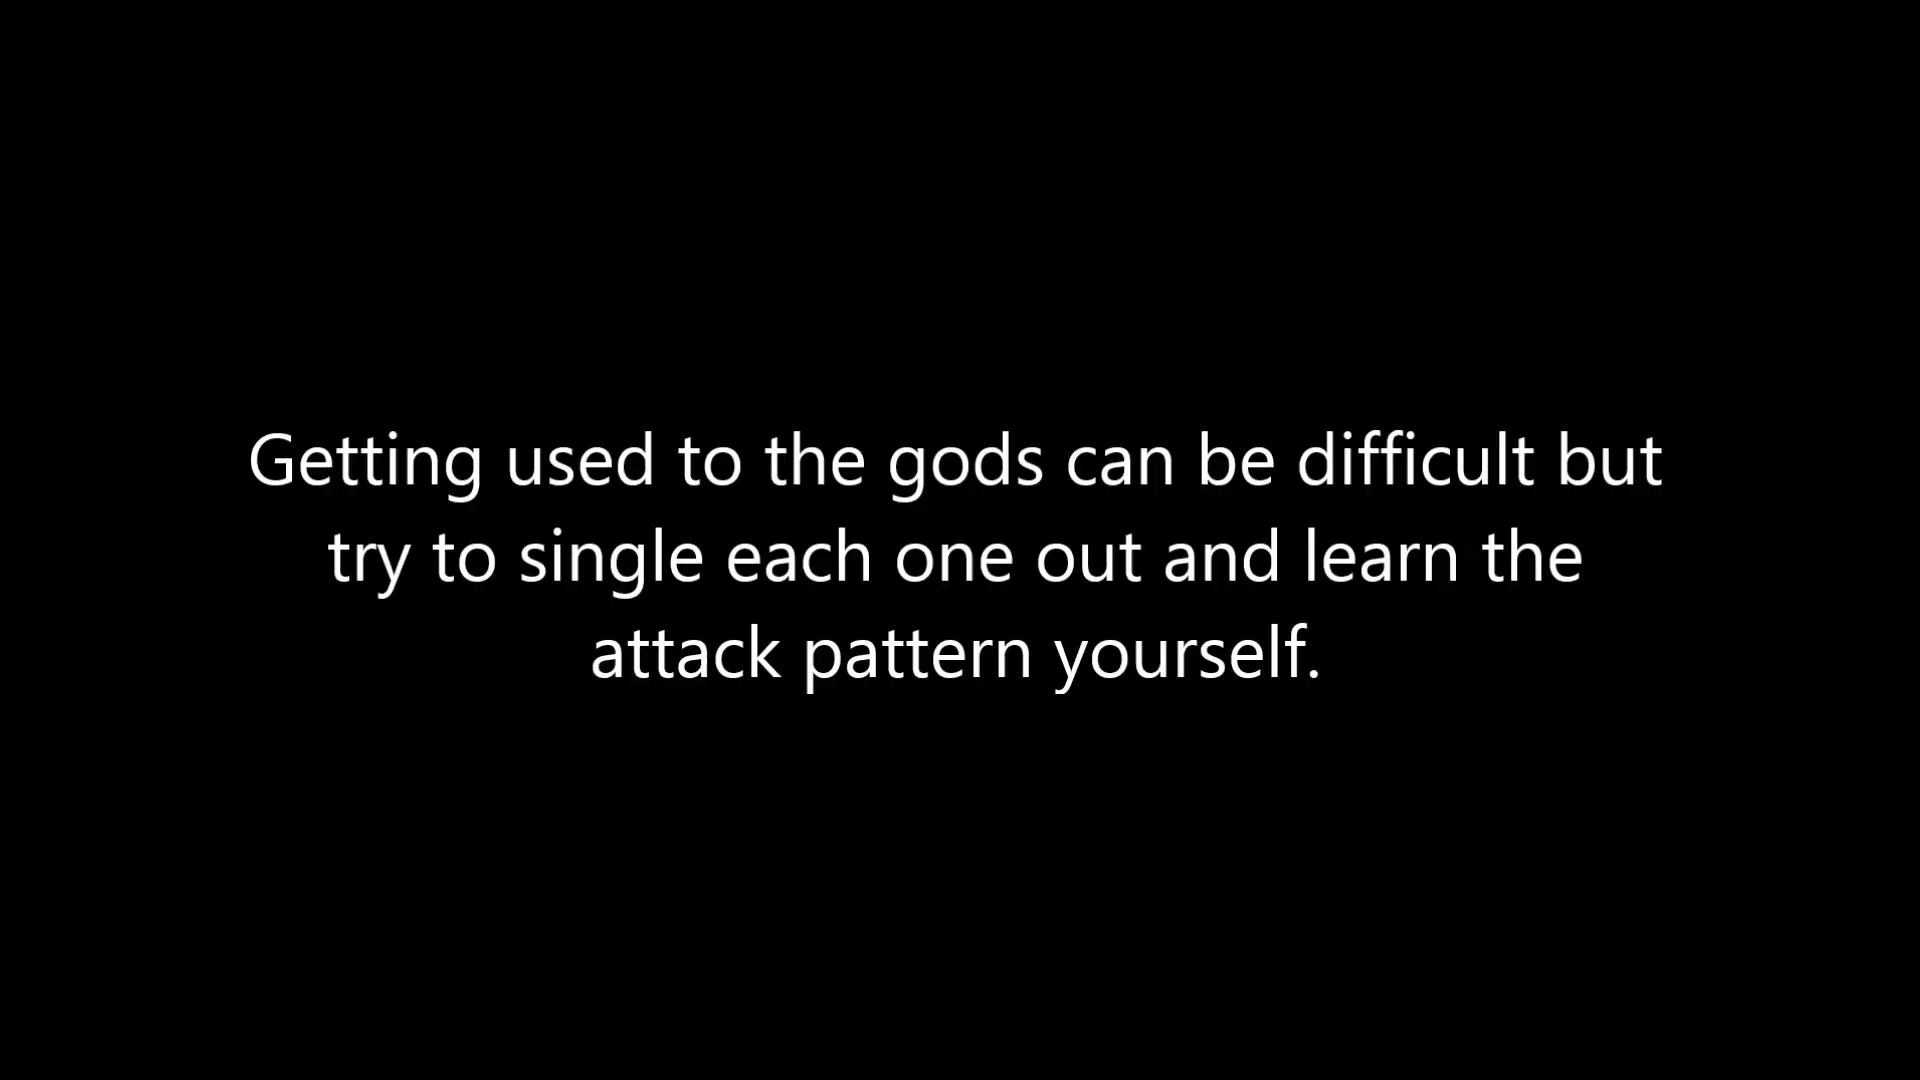 Getting used to the gods can be difficult but
try to single each one out and learn the
attack pattern yourself.